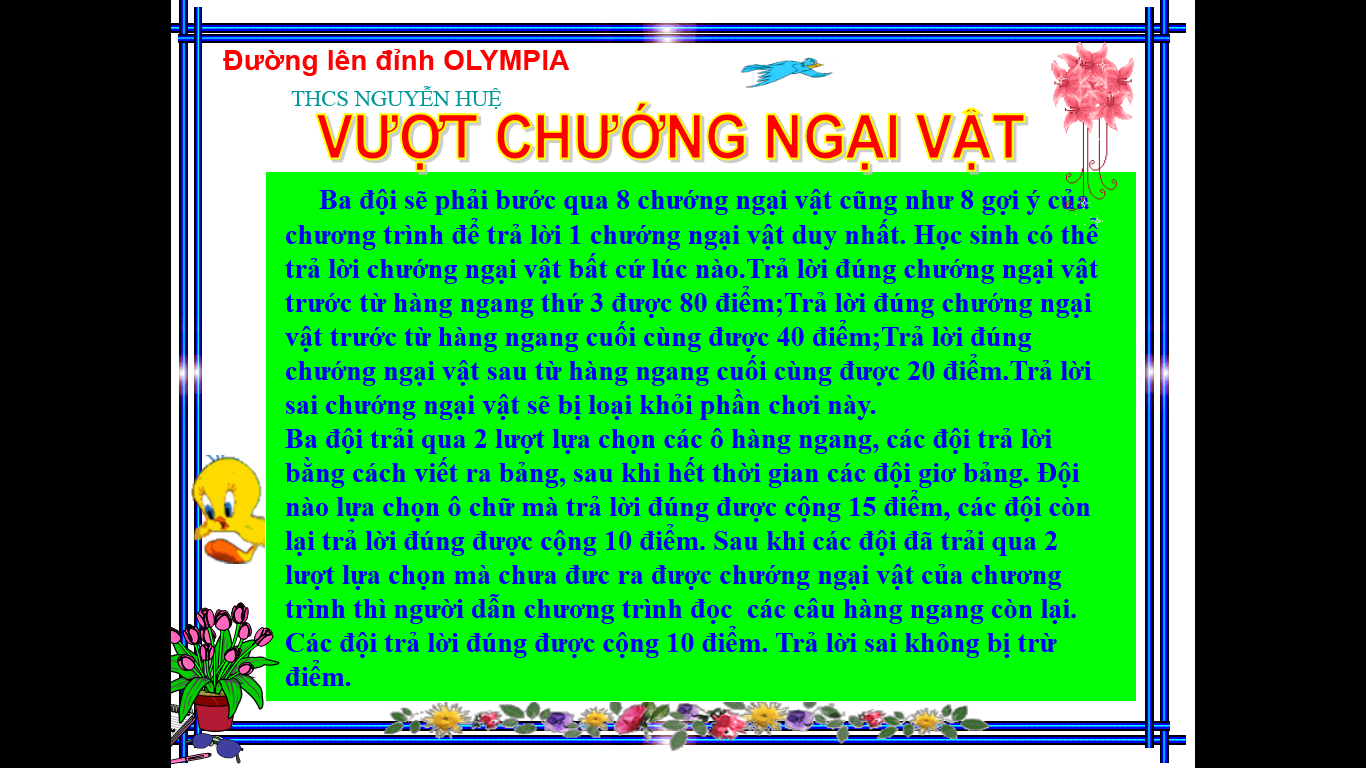 Đường lên đỉnh OLYMPIA
THCS NGUYỄN HUỆ
VƯỢT CHƯỚNG NGẠI VẬT
Ba đội sẽ phải bước qua 8 chướng ngại vật cũng như 8 gợi ý của
chương trình để trả lời 1 chướng ngại vật duy nhất. Học sinh có thể
trả lời chướng ngại vật bất cứ lúc nào.Trả lời đúng chướng ngại vật
trước từ hàng ngang thứ 3 được 80 điểm;Trả lời đúng chướng ngại
vật trước từ hàng ngang cuối cùng được 40 điểm;Trả lời đúng
chướng ngại vật sau từ hàng ngang cuối cùng được 20 điểm.Trả lời
sai chướng ngại vật sẽ bị loại khỏi phần chơi này.
Ba đội trải qua 2 lượt lựa chọn các ô hàng ngang, các đội trả lời
bằng cách viết ra bảng, sau khi hết thời gian các đội giơ bảng. Đội
nào lựa chọn ô chữ mà trả lời đúng được cộng 15 điểm, các đội còn
lại trả lời đúng được cộng 10 điểm. Sau khi các đội đã trải qua 2
lượt lựa chọn mà chưa đưc ra được chướng ngại vật của chương
trình thì người dẫn chương trình đọc  các câu hàng ngang còn lại.
Các đội trả lời đúng được cộng 10 điểm. Trả lời sai không bị trừ
điểm.